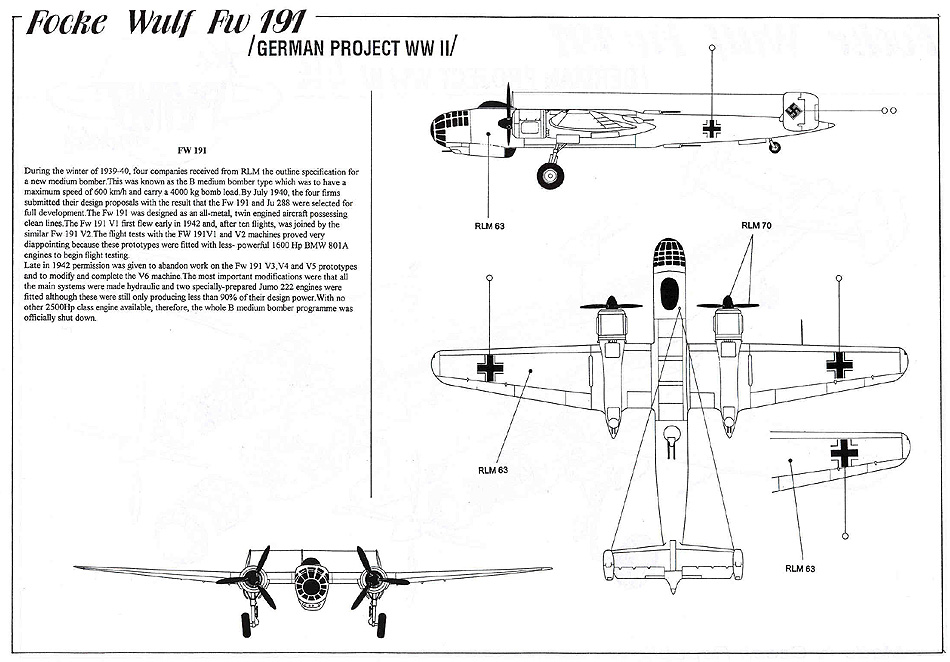 Focke Wulf Fw 191
/GERMAN PROJECT WW II/
FW 191
During the winter of 1939-40, four companies received from RLM the outline specification for
a new medium bomber.This was known as the B medium bomber type which was to have a
maximum speed of 600 km/h and carry a 4000 kg bomb load.By July 1940, the four firms
submitted their design proposals with the result that the Fw 191 and Ju 288 were selected for
full development.The Fw 191 was designed as an all-metal, twin engined aircraft possessing
clean lines.The Fw 191 V1 first flew early in 1942 and, after ten flights, was joined by the
similar Fw 191 V2.The flight tests with the FW 191V1 and V2 machines proved very
diappointing because these prototypes were fitted with less- powerful 1600 Hp BMW 801A
engines to begin flight testing.
Late in 1942 permission was given to abandon work on the Fw 191 V3,V4 and V5 prototypes
and to modify and complete the V6 machine.The most important modifications were that all
the main systems were made hydraulic and two specially-prepared Jumo 222 engines were
fitted although these were still only producing less than 90% of their design power.With no
other 2500Hp class engine available, therefore, the whole B medium bomber programme was
officially shut down.
RLM 63
RLM 70
RLM 63
RLM 63